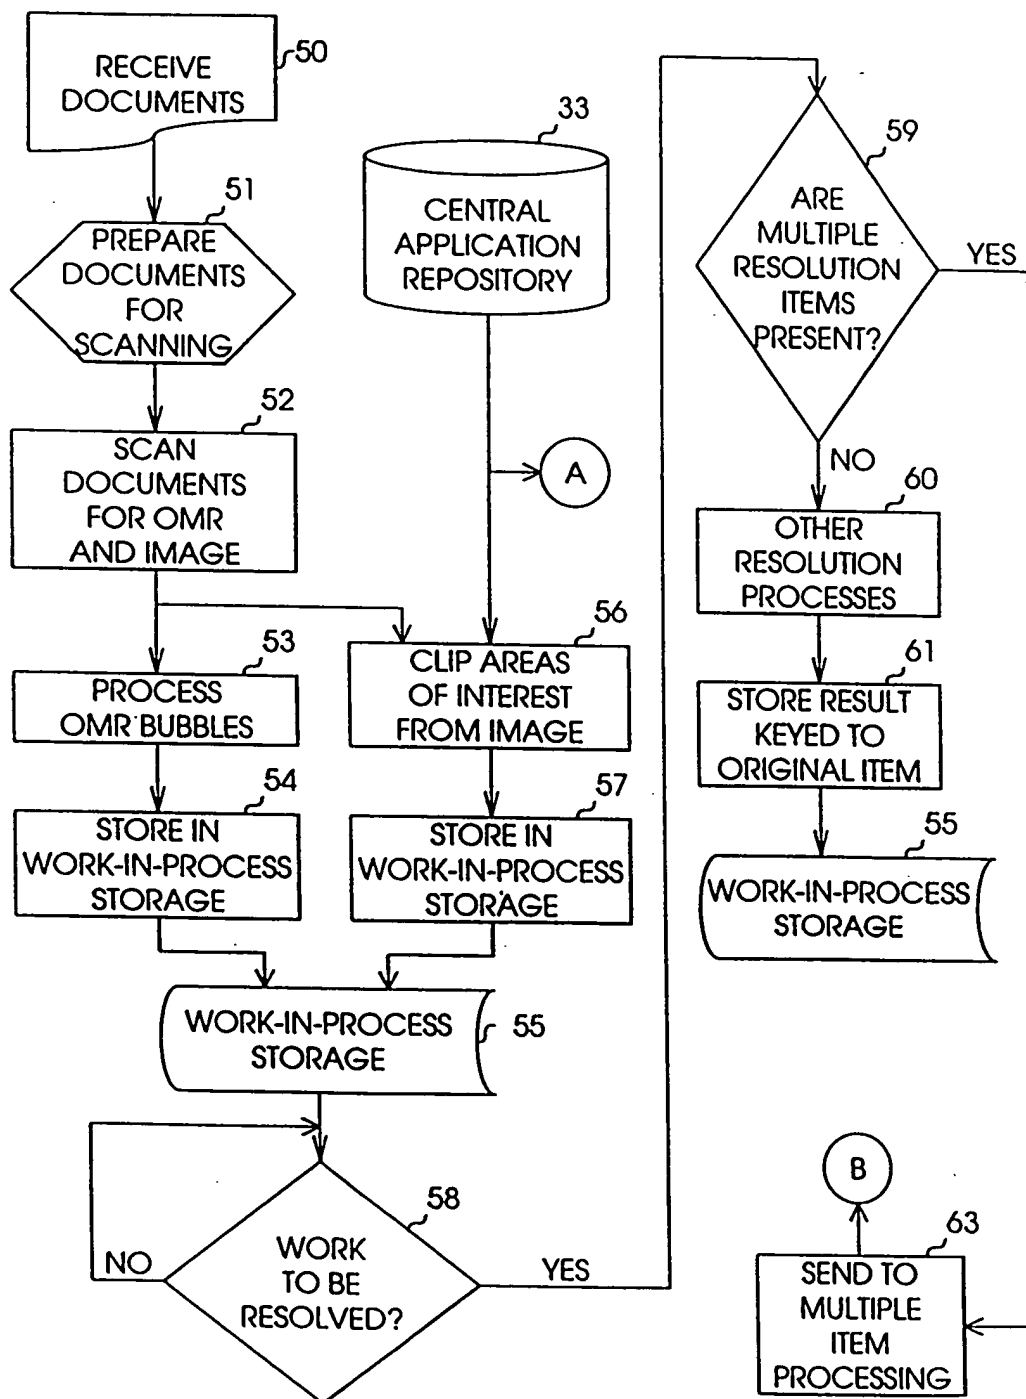 50
RECEIVE
DOCUMENTS
51
PREPARE
DOCUMENTS
FOR
SCANNING
52
SCAN
DOCUMENTS
FOR OMR
AND IMAGE
53
PROCESS
OMR BUBBLES
54
STORE IN
WORK-IN-PROCESS
STORAGE
33
CENTRAL
APPLICATION
REPOSITORY
A
56
CLIP AREAS
OF INTEREST
FROM IMAGE
57
STORE IN
WORK-IN-PROCESS
STORAGE
WORK-IN-PROCESS
STORAGE
55
58
WORK
TO BE
RESOLVED?
NO
YES
59
ARE
MULTIPLE
RESOLUTION
ITEMS
PRESENT?
YES
NO
60
OTHER
RESOLUTION
PROCESSES
61
STORE RESULT
KEYED TO
ORIGINAL ITEM
55
WORK-IN-PROCESS
STORAGE
B
63
SEND TO
MULTIPLE
ITEM
PROCESSING